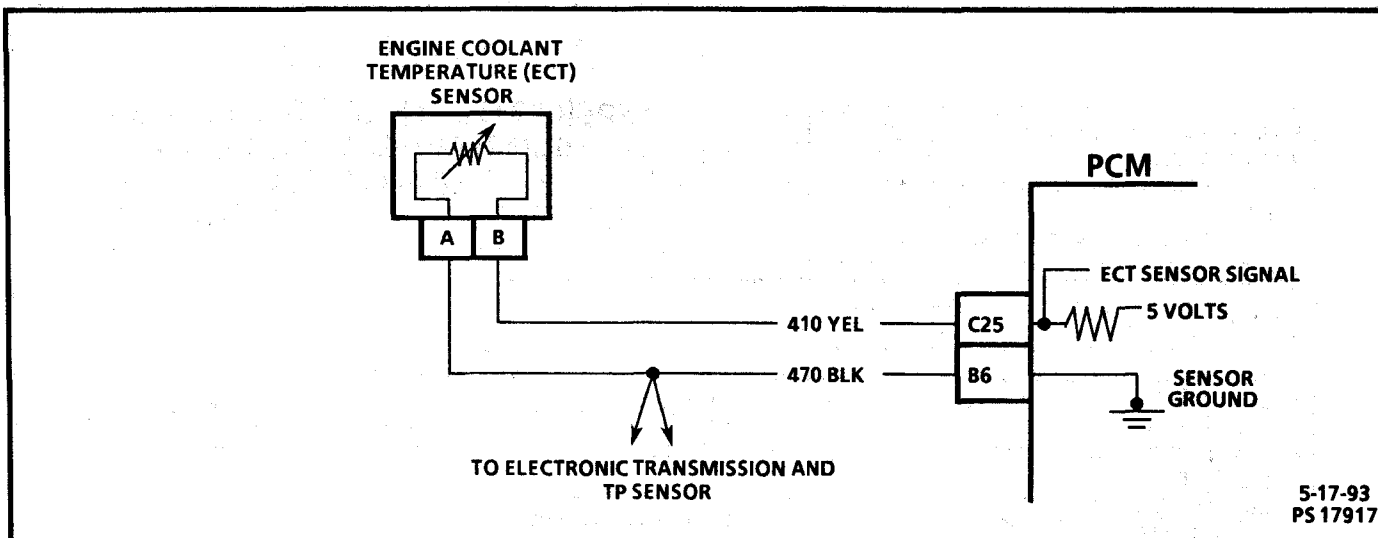 ENGINE COOLANT
TEMPERATURE (ECT)
SENSOR
PCM
A B
ECT SENSOR SIGNAL
410 YEL
C25
5 VOLTS
470 BLK
B6
SENSOR
GROUND
TO ELECTRONIC TRANSMISSION AND
TP SENSOR
5-17-93
PS 17917